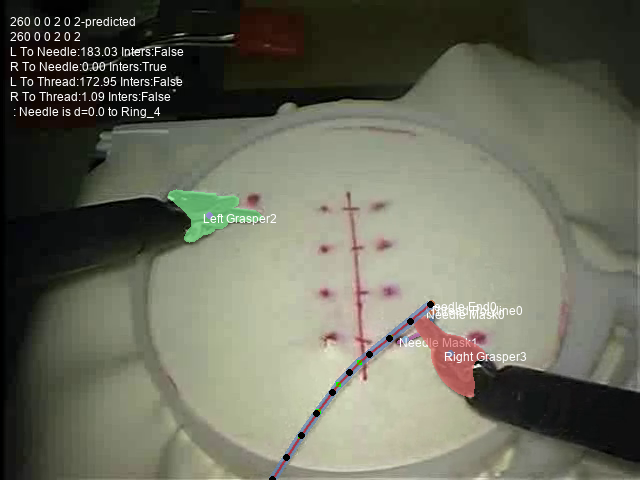 260 0 0 2 0 2-predicted
260 0 0 2 0 2
L To Needle:183.03 Inters:False
R To Needle:0.00 Inters:True
L To Thread:172.95 Inters:False
R To Thread:1.09 Inters:False
: Needle is d=0.0 to Ring_4
Left Grasper2
Needle Mask0
Needle Mask1
Right Grasper3